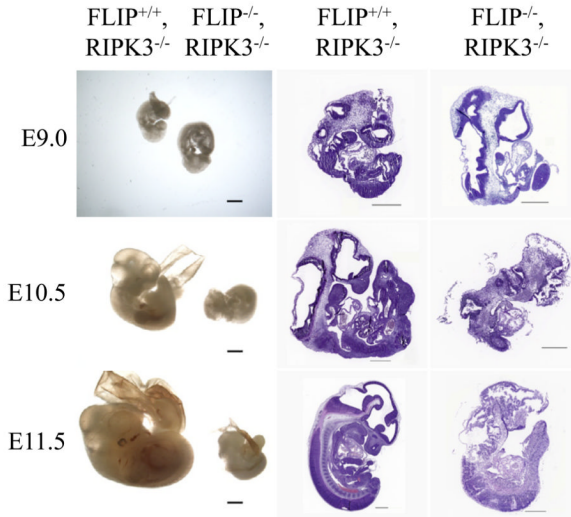 FLIP+/+, FLIP-/-, FLIP+/+, FLIP-/-,
RIPK3-/- RIPK3-/- RIPK3-/- RIPK3-/-
E9.0
E10.5
E11.5